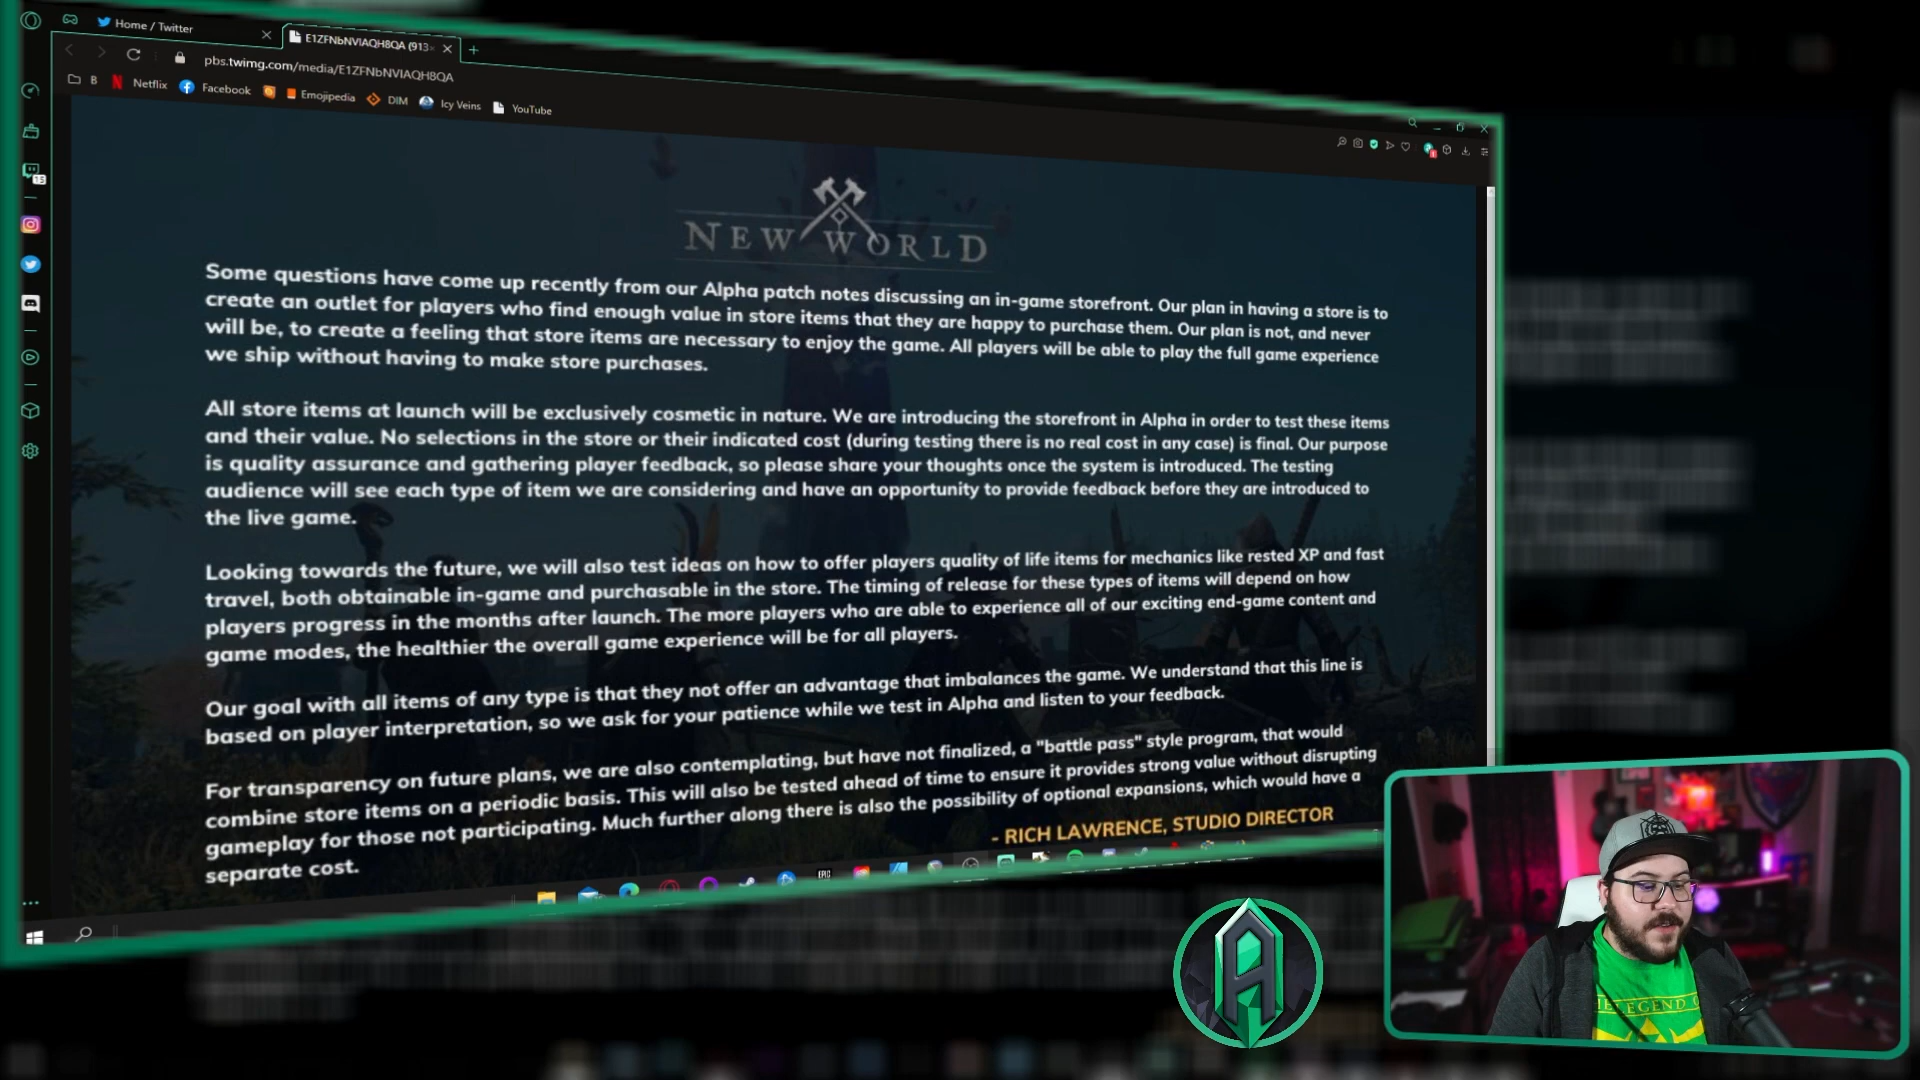 Home / Twitter
E1ZFNbNVIAQH8QA (913×
pbs.twimg.com/media/E1ZFNbNVIAQH8QA
B Netflix Facebook Emojipedia DIM Icy Veins YouTube
NEW WORLD
Some questions have come up recently from our Alpha patch notes discussing an in-game storefront. Our plan in having a store is to
create an outlet for players who find enough value in store items that they are happy to purchase them. Our plan is not, and never
will be, to create a feeling that store items are necessary to enjoy the game. All players will be able to play the full game experience
we ship without having to make store purchases.
All store items at launch will be exclusively cosmetic in nature. We are introducing the storefront in Alpha in order to test these items
and their value. No selections in the store or their indicated cost (during testing there is no real cost in any case) is final. Our purpose
is quality assurance and gathering player feedback, so please share your thoughts once the system is introduced. The testing
audience will see each type of item we are considering and have an opportunity to provide feedback before they are introduced to
the live game.
Looking towards the future, we will also test ideas on how to offer players quality of life items for mechanics like rested XP and fast
travel, both obtainable in-game and purchasable in the store. The timing of release for these types of items will depend on how
players progress in the months after launch. The more players who are able to experience all of our exciting end-game content and
game modes, the healthier the overall game experience will be for all players.
Our goal with all items of any type is that they not offer an advantage that imbalances the game. We understand that this line is
based on player interpretation, so we ask for your patience while we test in Alpha and listen to your feedback.
For transparency on future plans, we are also contemplating, but have not finalized, a "battle pass" style program, that would
combine store items on a periodic basis. This will also be tested ahead of time to ensure it provides strong value without disrupting
gameplay for those not participating. Much further along there is also the possibility of optional expansions, which would have a
separate cost.
- RICH LAWRENCE, STUDIO DIRECTOR
EPIC
A
LEGEND